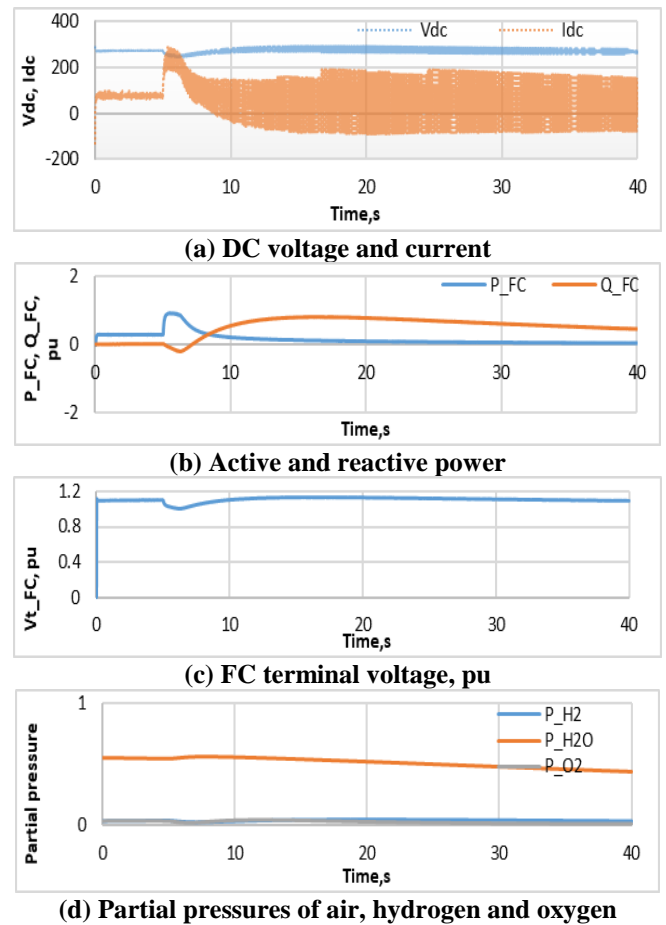 Vdc Idc
400
200
0
-200
Vdc, Idc
0 10 20 30 40
Time,s
(a) DC voltage and current
P_FC Q_FC
2
0
-2
P_FC, Q_FC,
pu
0 10 20 30 40
Time,s
(b) Active and reactive power
1.2
0.8
0.4
0
Vt_FC, pu
0 10 20 30 40
Time,s
(c) FC terminal voltage, pu
1
0
Partial pressure
P_H2
P_H2O
P_O2
0 10 20 30 40
Time,s
(d) Partial pressures of air, hydrogen and oxygen